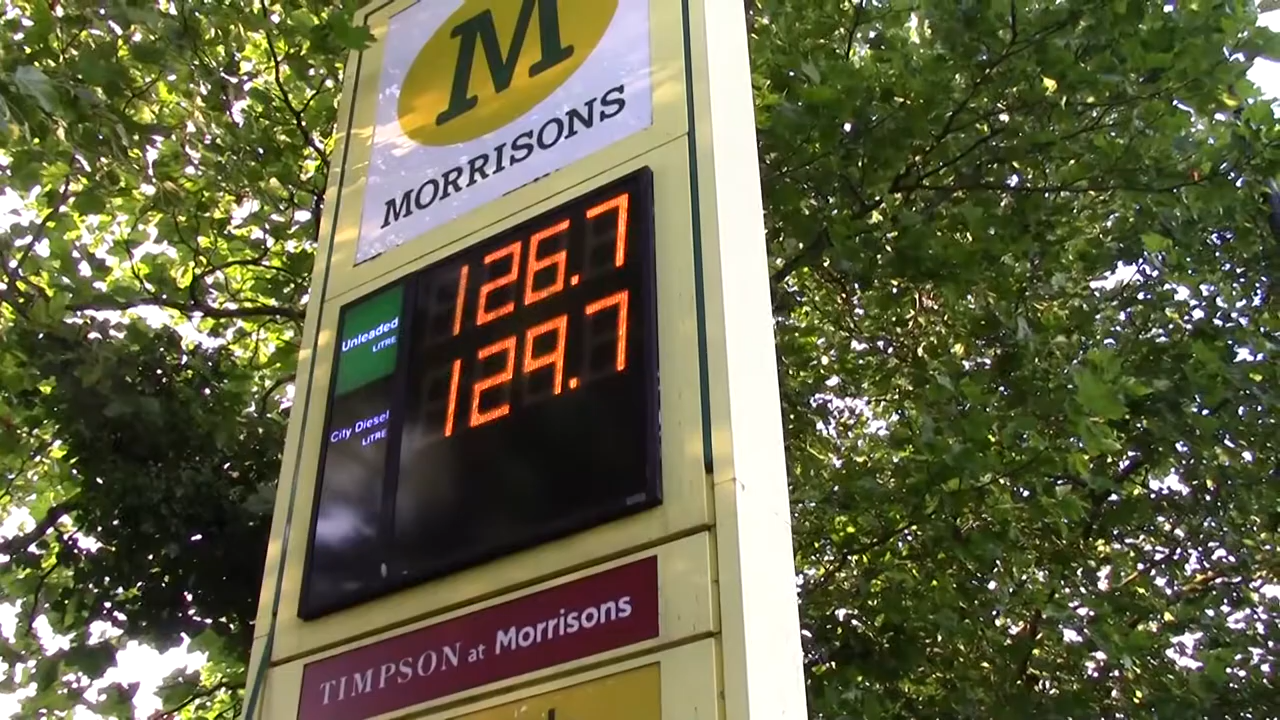 M
MORRISONS
Unleaded
LITRE
126.7
City Diesel
LITRE
129.7
TIMPSON at Morrisons